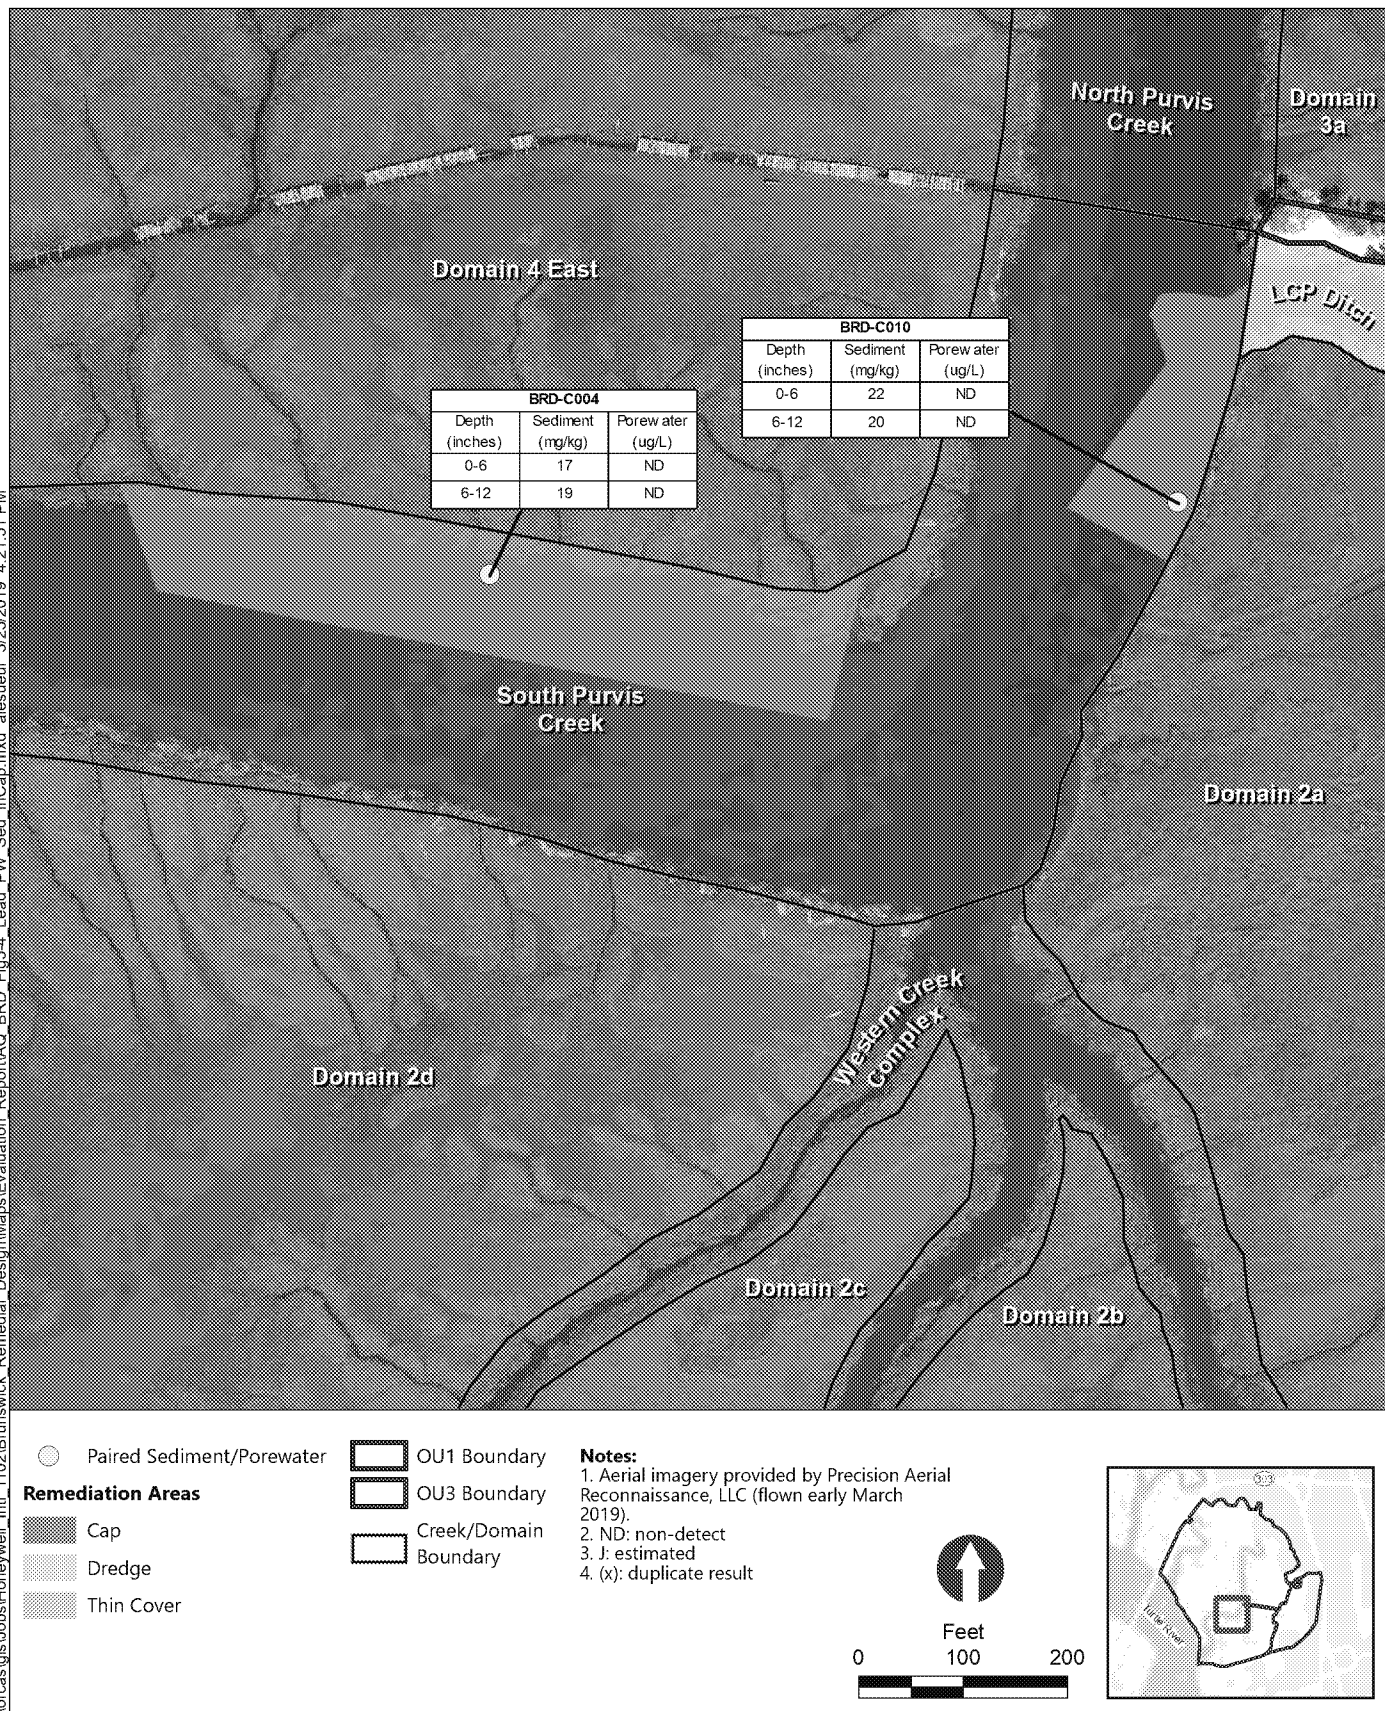 North Purvis
Creek
Domain
3a
Domain 4 East
LCP Ditch
BRD-C010
Depth (inches) Sediment (mg/kg) Porewater (ug/L)
0-6 22 ND
6-12 20 ND
BRD-C004
Depth (inches) Sediment (mg/kg) Porewater (ug/L)
0-6 17 ND
6-12 19 ND
South Purvis
Creek
Domain 2a
Western Creek
Complex
Domain 2d
Domain 2c
Domain 2b
Paired Sediment/Porewater
Remediation Areas
Cap
Dredge
Thin Cover
OU1 Boundary
OU3 Boundary
Creek/Domain
Boundary
Notes:
1. Aerial imagery provided by Precision Aerial
Reconnaissance, LLC (flown early March
2019).
2. ND: non-detect
3. J: estimated
4. (x): duplicate result
Feet
0 100 200
Turtle River